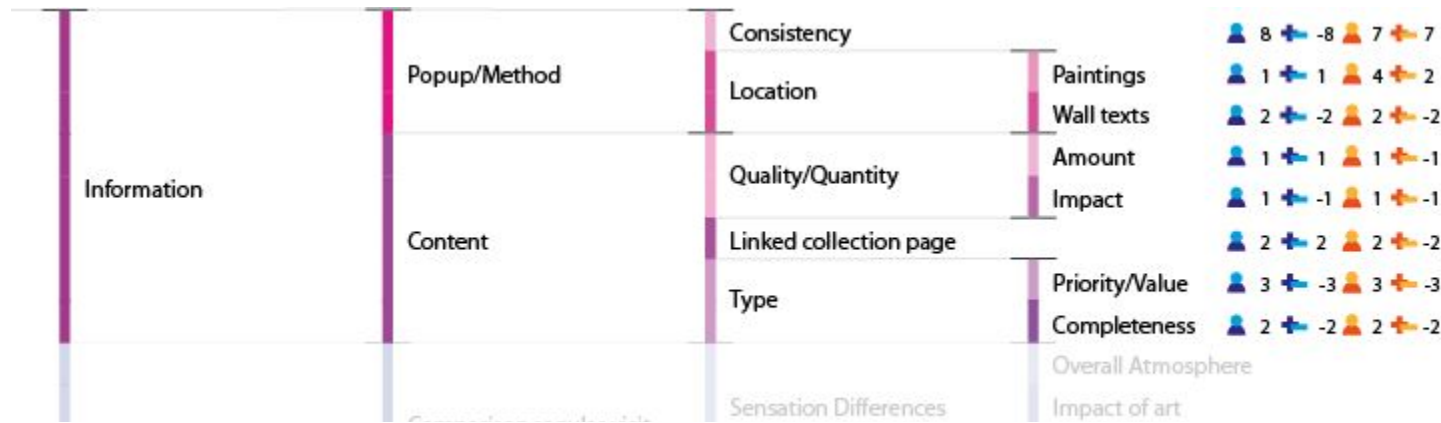 Consistency 8 -8 7 7
Popup/Method
Location
Paintings 1 1 4 2
Wall texts 2 -2 2 -2
Information
Content
Quality/Quantity
Amount 1 1 1 -1
Impact 1 -1 1 -1
Linked collection page 2 2 2 -2
Type
Priority/Value 3 -3 3 -3
Completeness 2 -2 2 -2
Overall Atmosphere
Sensation Differences
Impact of art